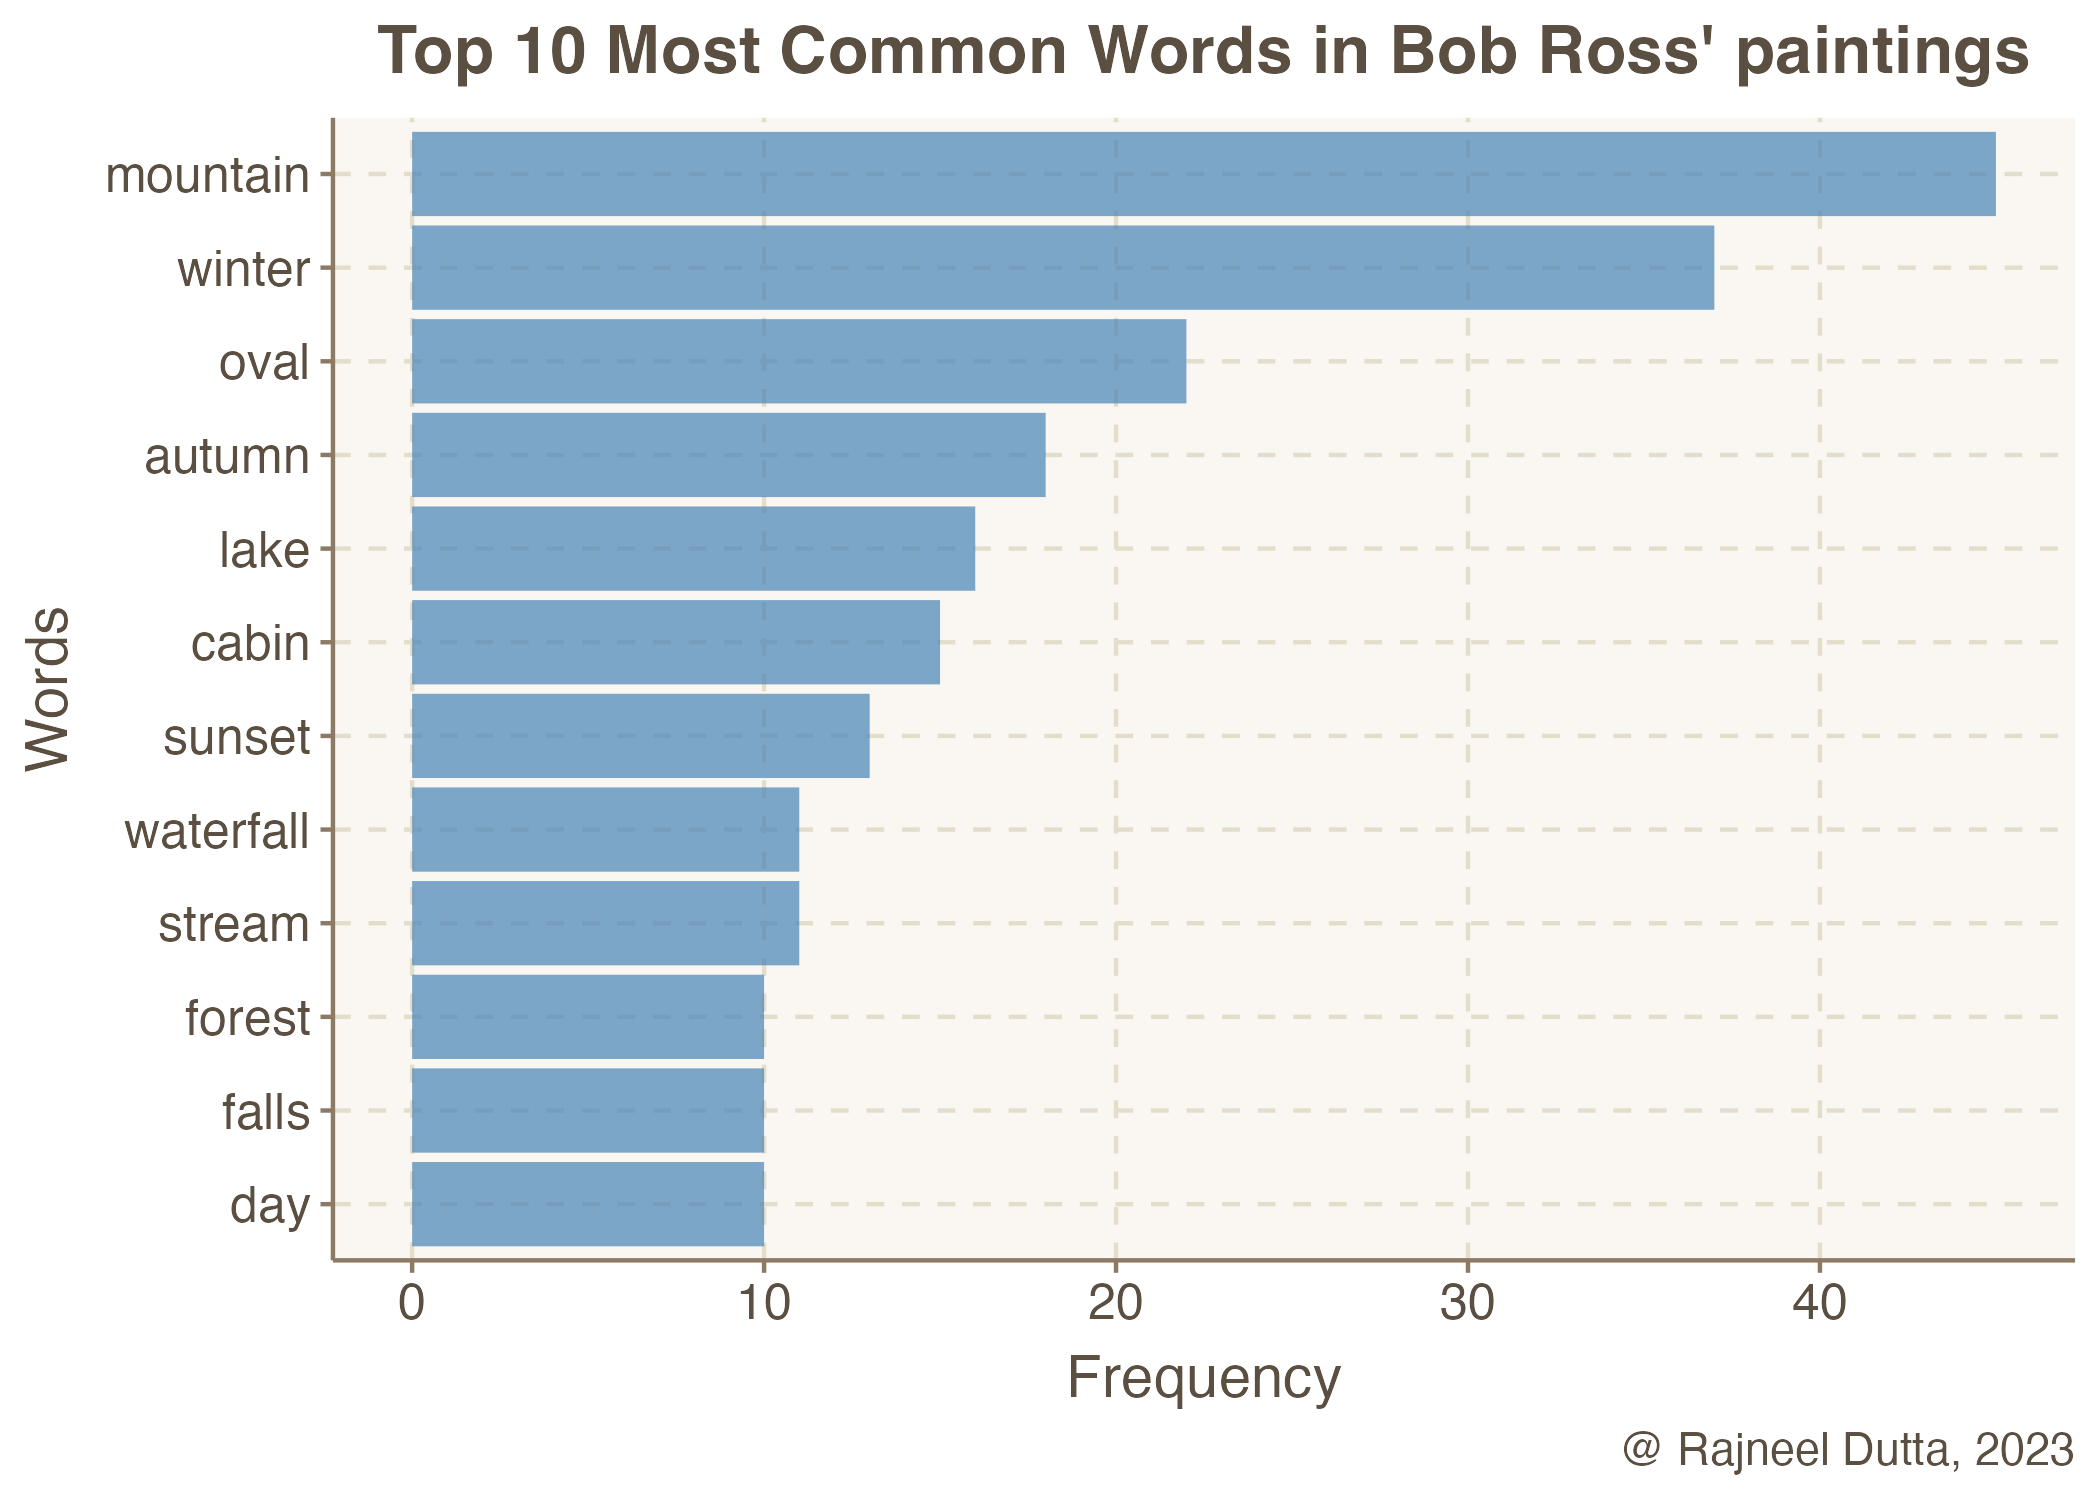 Top 10 Most Common Words in Bob Ross' paintings
mountain
winter
oval
autumn
lake
cabin
sunset
waterfall
stream
forest
falls
day
Words
0 10 20 30 40
Frequency
@ Rajneel Dutta, 2023